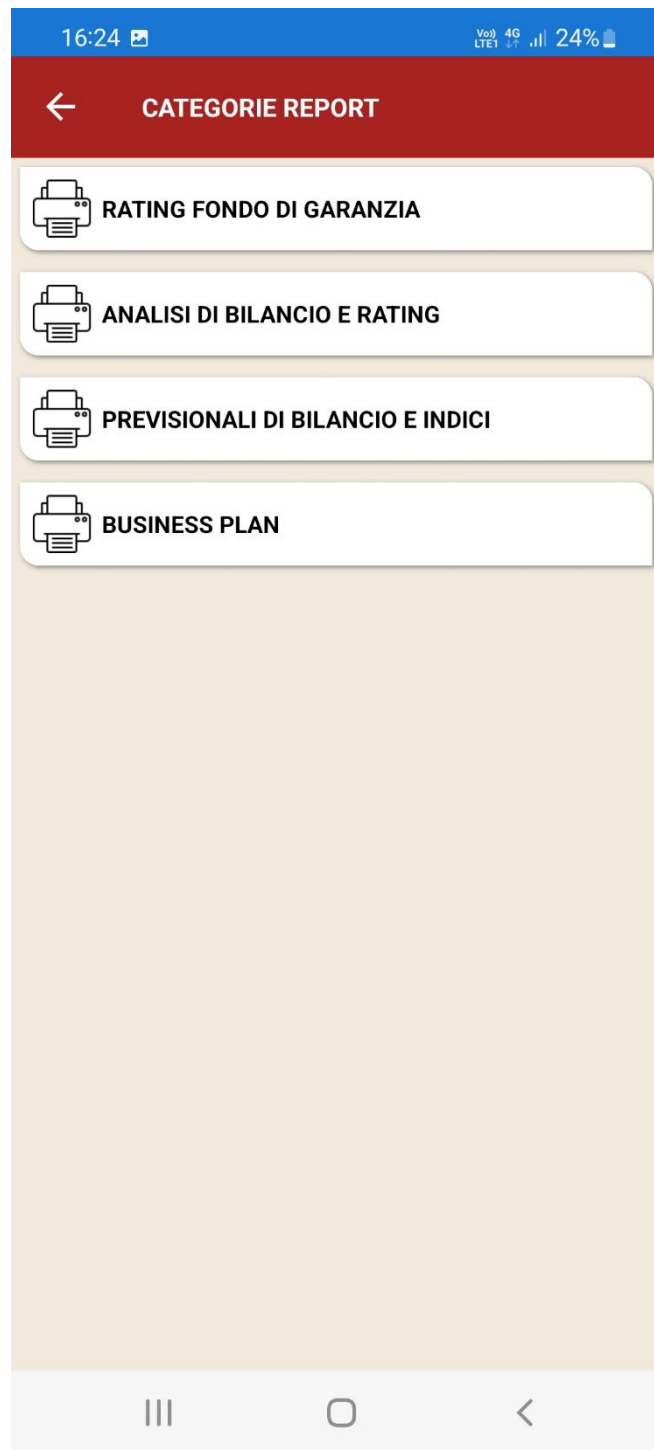 16:24 Vo)) LTE1 4G 24%
CATEGORIE REPORT
RATING FONDO DI GARANZIA
ANALISI DI BILANCIO E RATING
PREVISIONALI DI BILANCIO E INDICI
BUSINESS PLAN